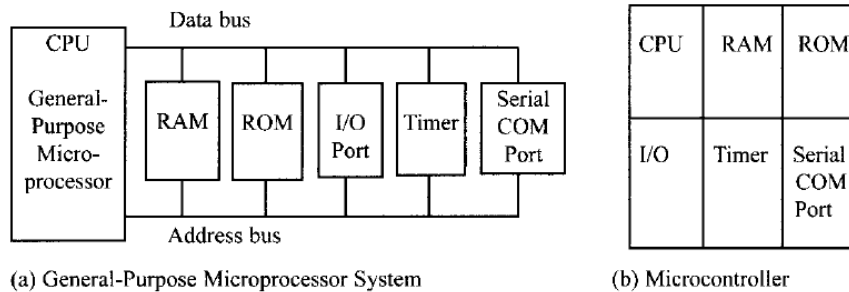 Data bus
CPU
General-
Purpose
Micro-
processor
RAM
ROM
I/O
Port
Timer
Serial
COM
Port
Address bus
(a) General-Purpose Microprocessor System
CPU
RAM
ROM
I/O
Timer
Serial
COM
Port
(b) Microcontroller